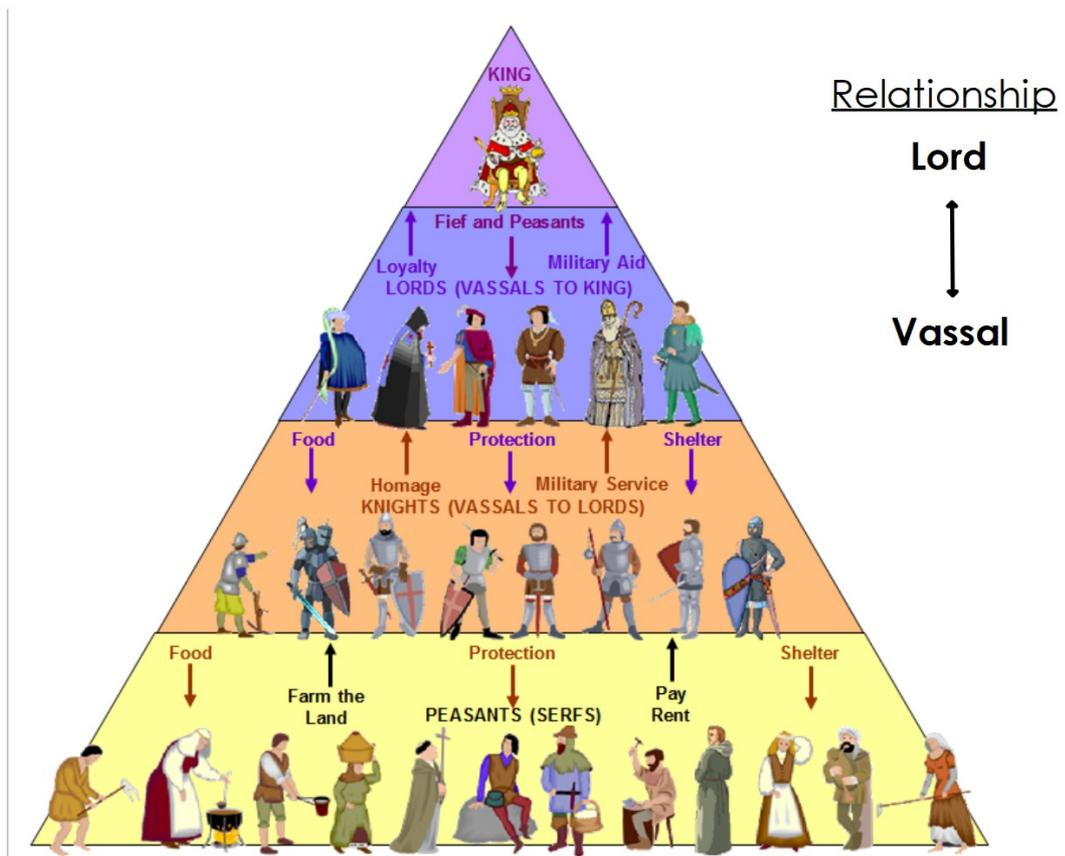 KING
Relationship
Lord
Vassal
Fief and Peasants
Loyalty
Military Aid
LORDS (VASSALS TO KING)
Food
Protection
Shelter
Homage
Military Service
KNIGHTS (VASSALS TO LORDS)
Food
Protection
Shelter
Farm the
Land
Pay
Rent
PEASANTS (SERFS)